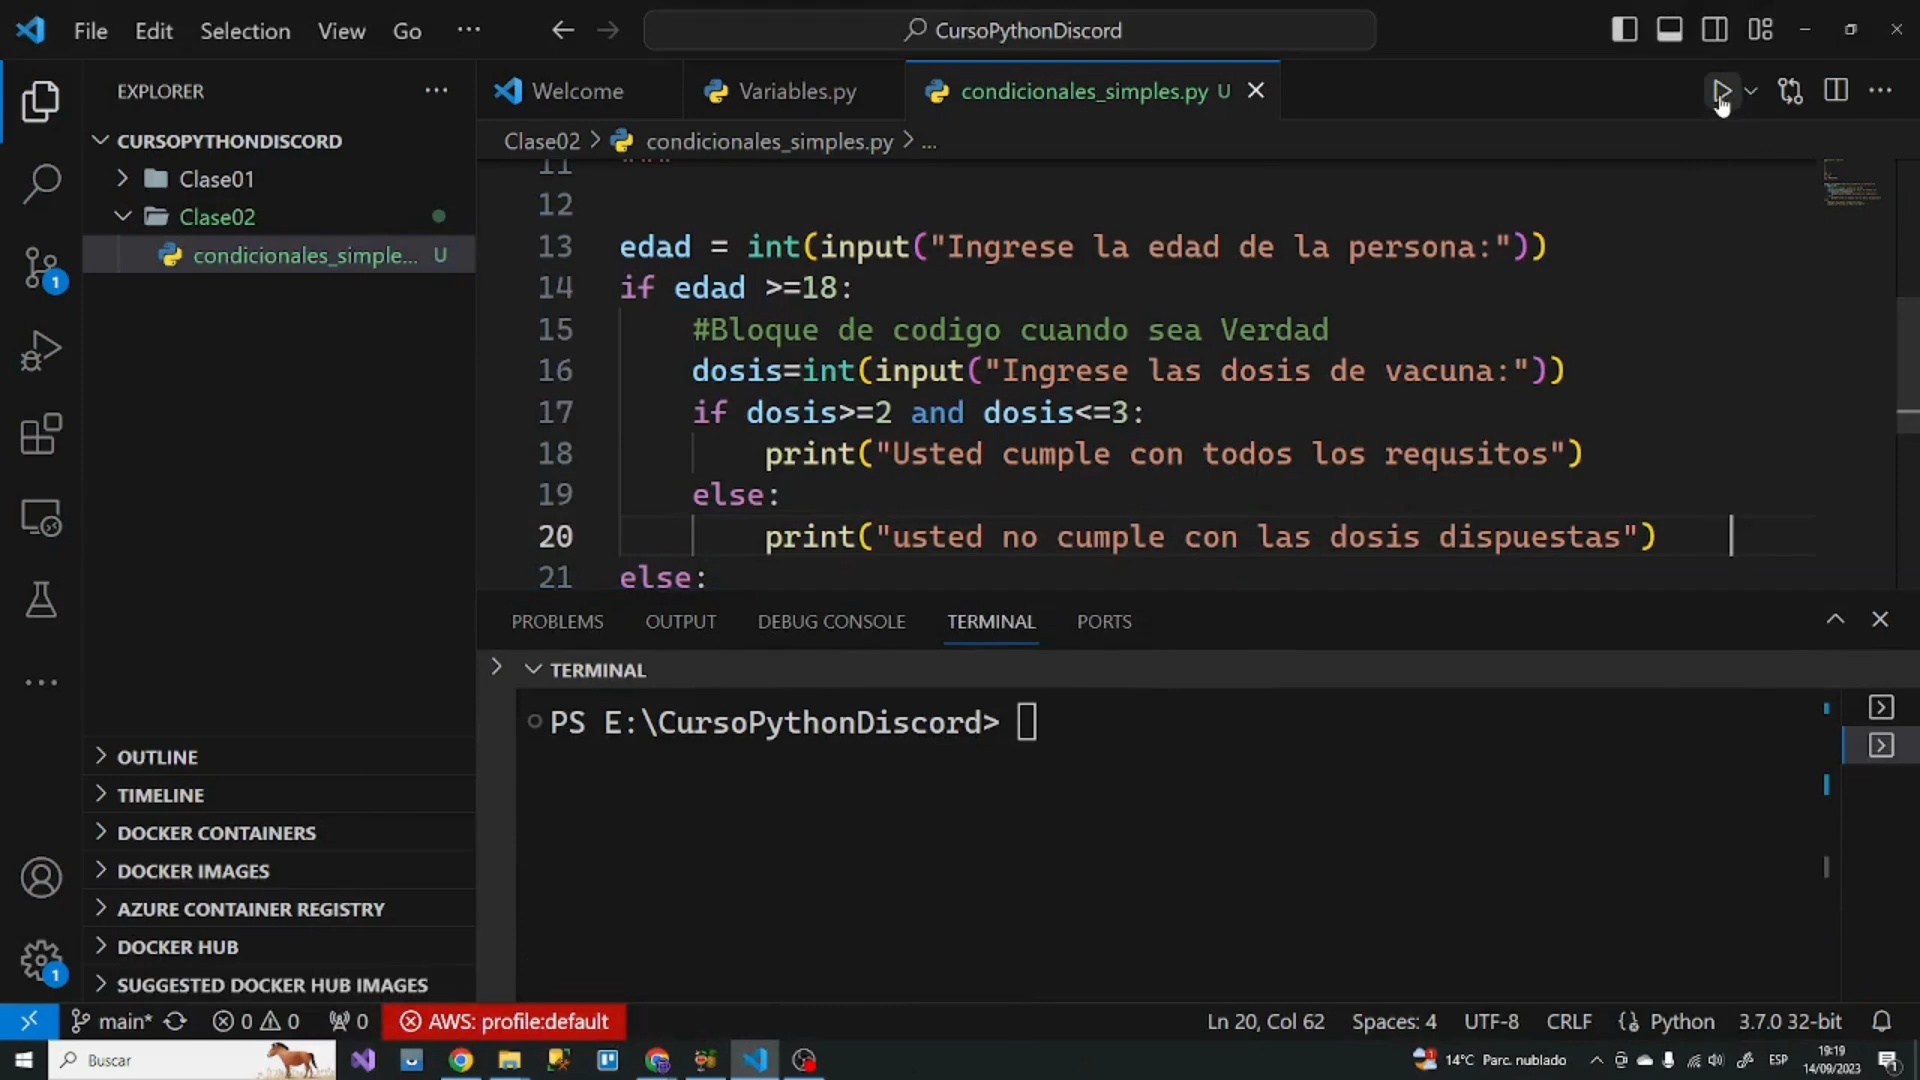 File Edit Selection View Go ...
CursoPythonDiscord
EXPLORER
Welcome
Variables.py
condicionales_simples.py U
CURSOPYTHONDISCORD
Clase01
Clase02
condicionales_simple... U
Clase02 > condicionales_simples.py > ...
11 """
12
13 edad = int(input("Ingrese la edad de la persona:"))
14 if edad >=18:
15 #Bloque de codigo cuando sea Verdad
16 dosis=int(input("Ingrese las dosis de vacuna:"))
17 if dosis>=2 and dosis<=3:
18 print("Usted cumple con todos los requsitos")
19 else:
20 print("usted no cumple con las dosis dispuestas")
21 else:
PROBLEMS OUTPUT DEBUG CONSOLE TERMINAL PORTS
TERMINAL
PS E:\CursoPythonDiscord>
1
OUTLINE
TIMELINE
DOCKER CONTAINERS
DOCKER IMAGES
AZURE CONTAINER REGISTRY
DOCKER HUB
SUGGESTED DOCKER HUB IMAGES
1
main* 0 0 0 AWS: profile:default
Ln 20, Col 62 Spaces: 4 UTF-8 CRLF Python 3.7.0 32-bit
Buscar
14°C Parc. nublado
ESP
19:19
14/09/2023
1